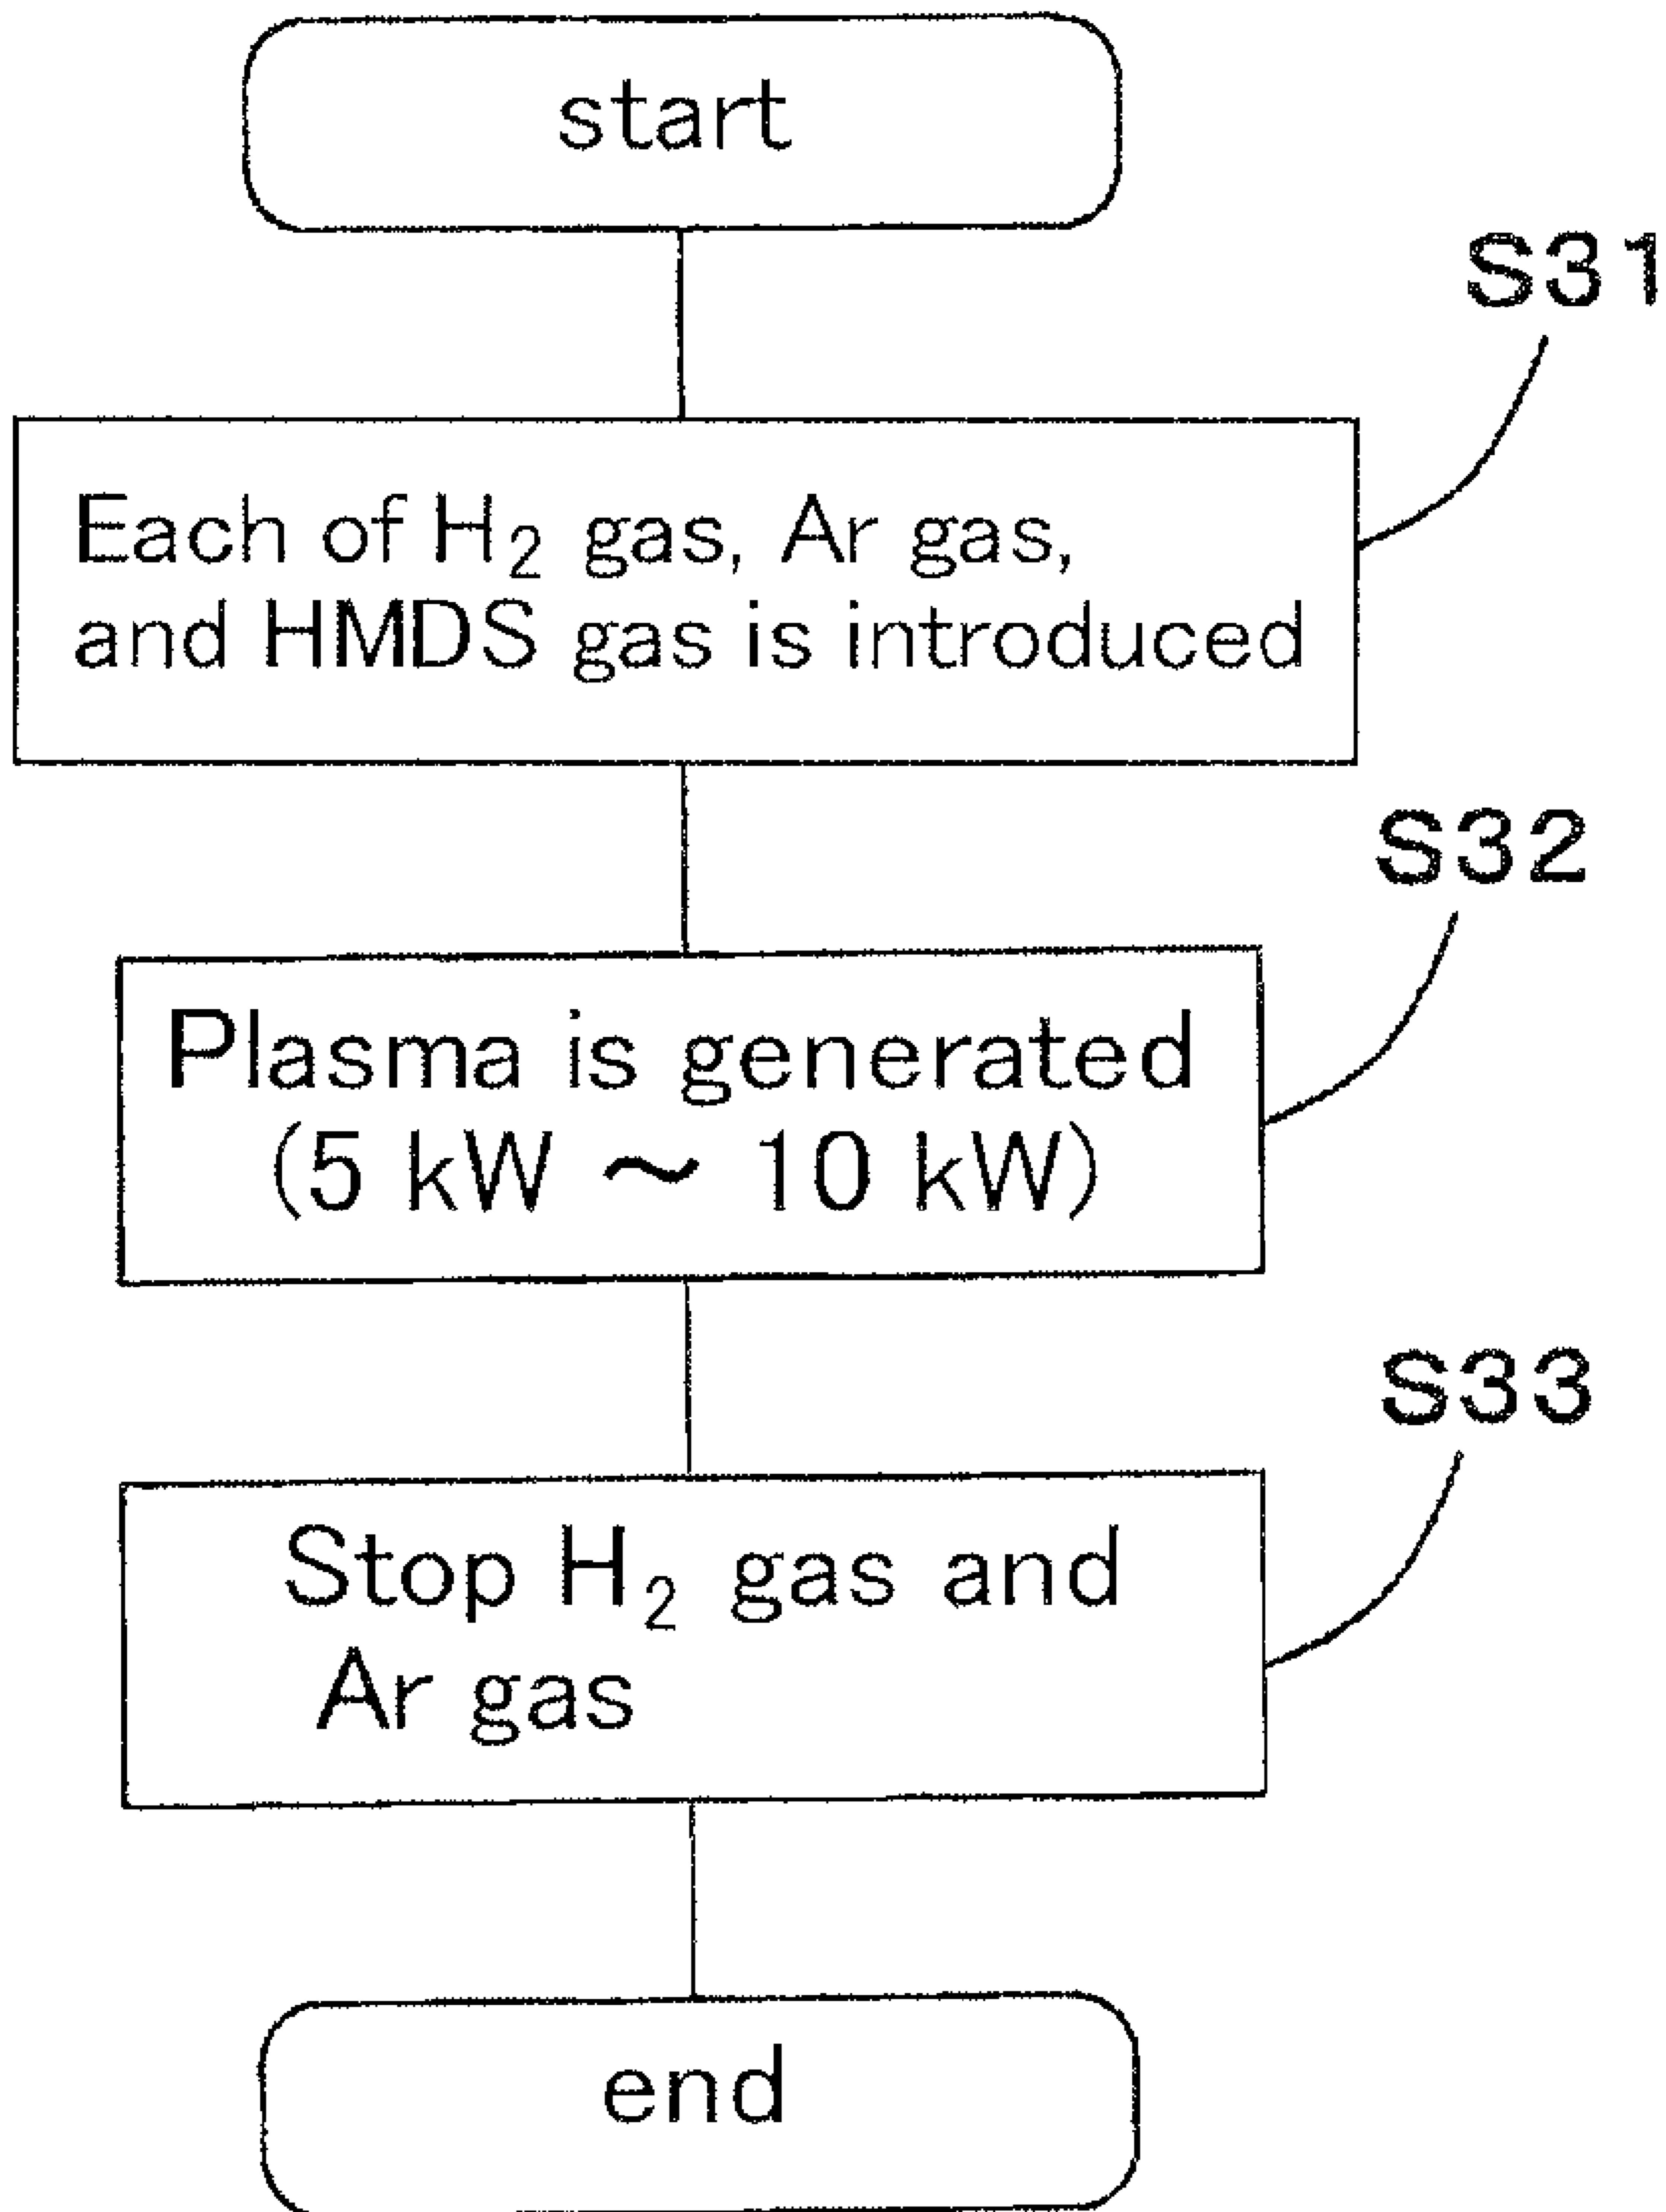 start
S31
Each of H₂ gas, Ar gas,
and HMDS gas is introduced
S32
Plasma is generated
(5 kW ～ 10 kW)
S33
Stop H₂ gas and
Ar gas
end